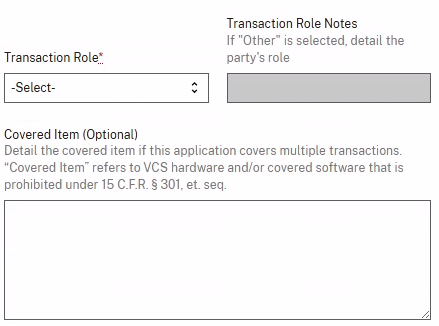 Transaction Role Notes
If "Other" is selected, detail the
party's role
Transaction Role*
-Select-
Covered Item (Optional)
Detail the covered item if this application covers multiple transactions.
“Covered Item” refers to VCS hardware and/or covered software that is
prohibited under 15 C.F.R. § 301, et. seq.